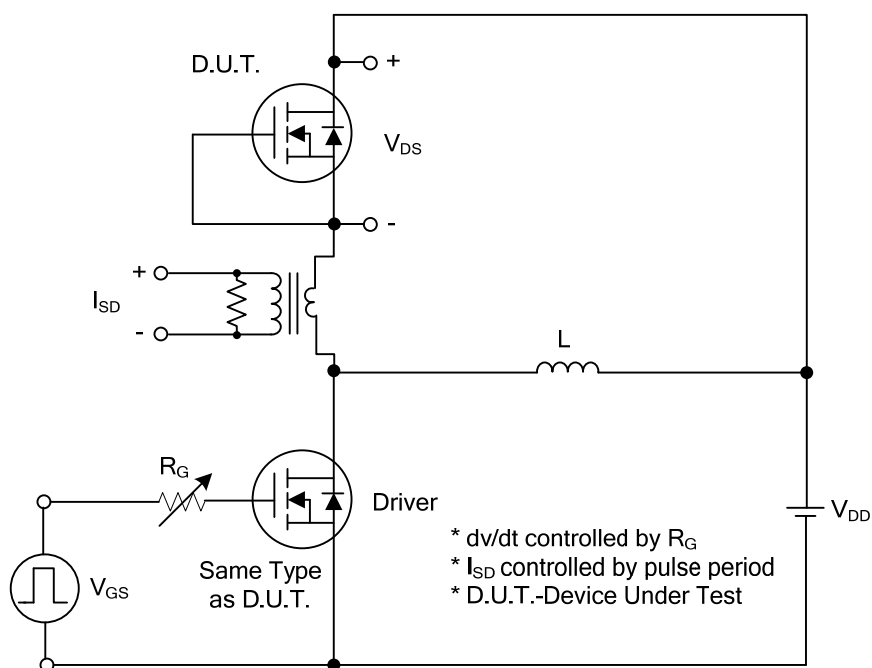 D.U.T.
+
V_DS
-
+
I_SD
-
L
R_G
Driver
V_DD
V_GS
Same Type
as D.U.T.
* dv/dt controlled by R_G
* I_SD controlled by pulse period
* D.U.T.-Device Under Test